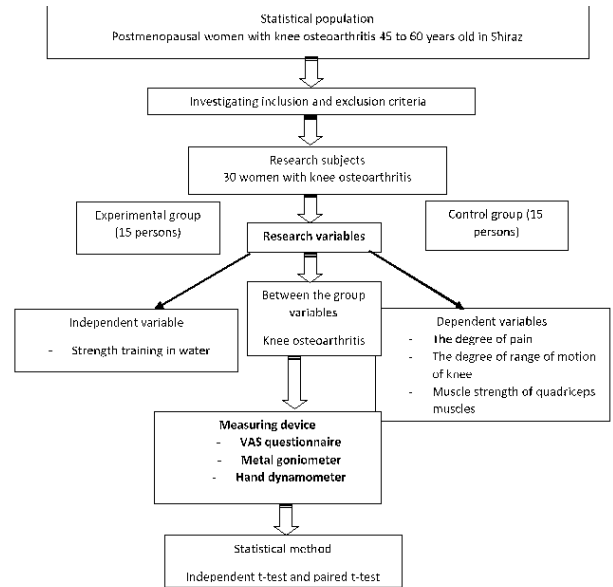 Statistical population
Postmenopausal women with knee osteoarthritis 45 to 60 years old in Shiraz
Investigating inclusion and exclusion criteria
Research subjects
30 women with knee osteoarthritis
Experimental group
(15 persons)
Control group (15
persons)
Research variables
Between the group
variables
Knee osteoarthritis
Independent variable
- Strength training in water
Dependent variables
- The degree of pain
- The degree of range of motion
of knee
- Muscle strength of quadriceps
muscles
Measuring device
- VAS questionnaire
- Metal goniometer
- Hand dynamometer
Statistical method
Independent t-test and paired t-test